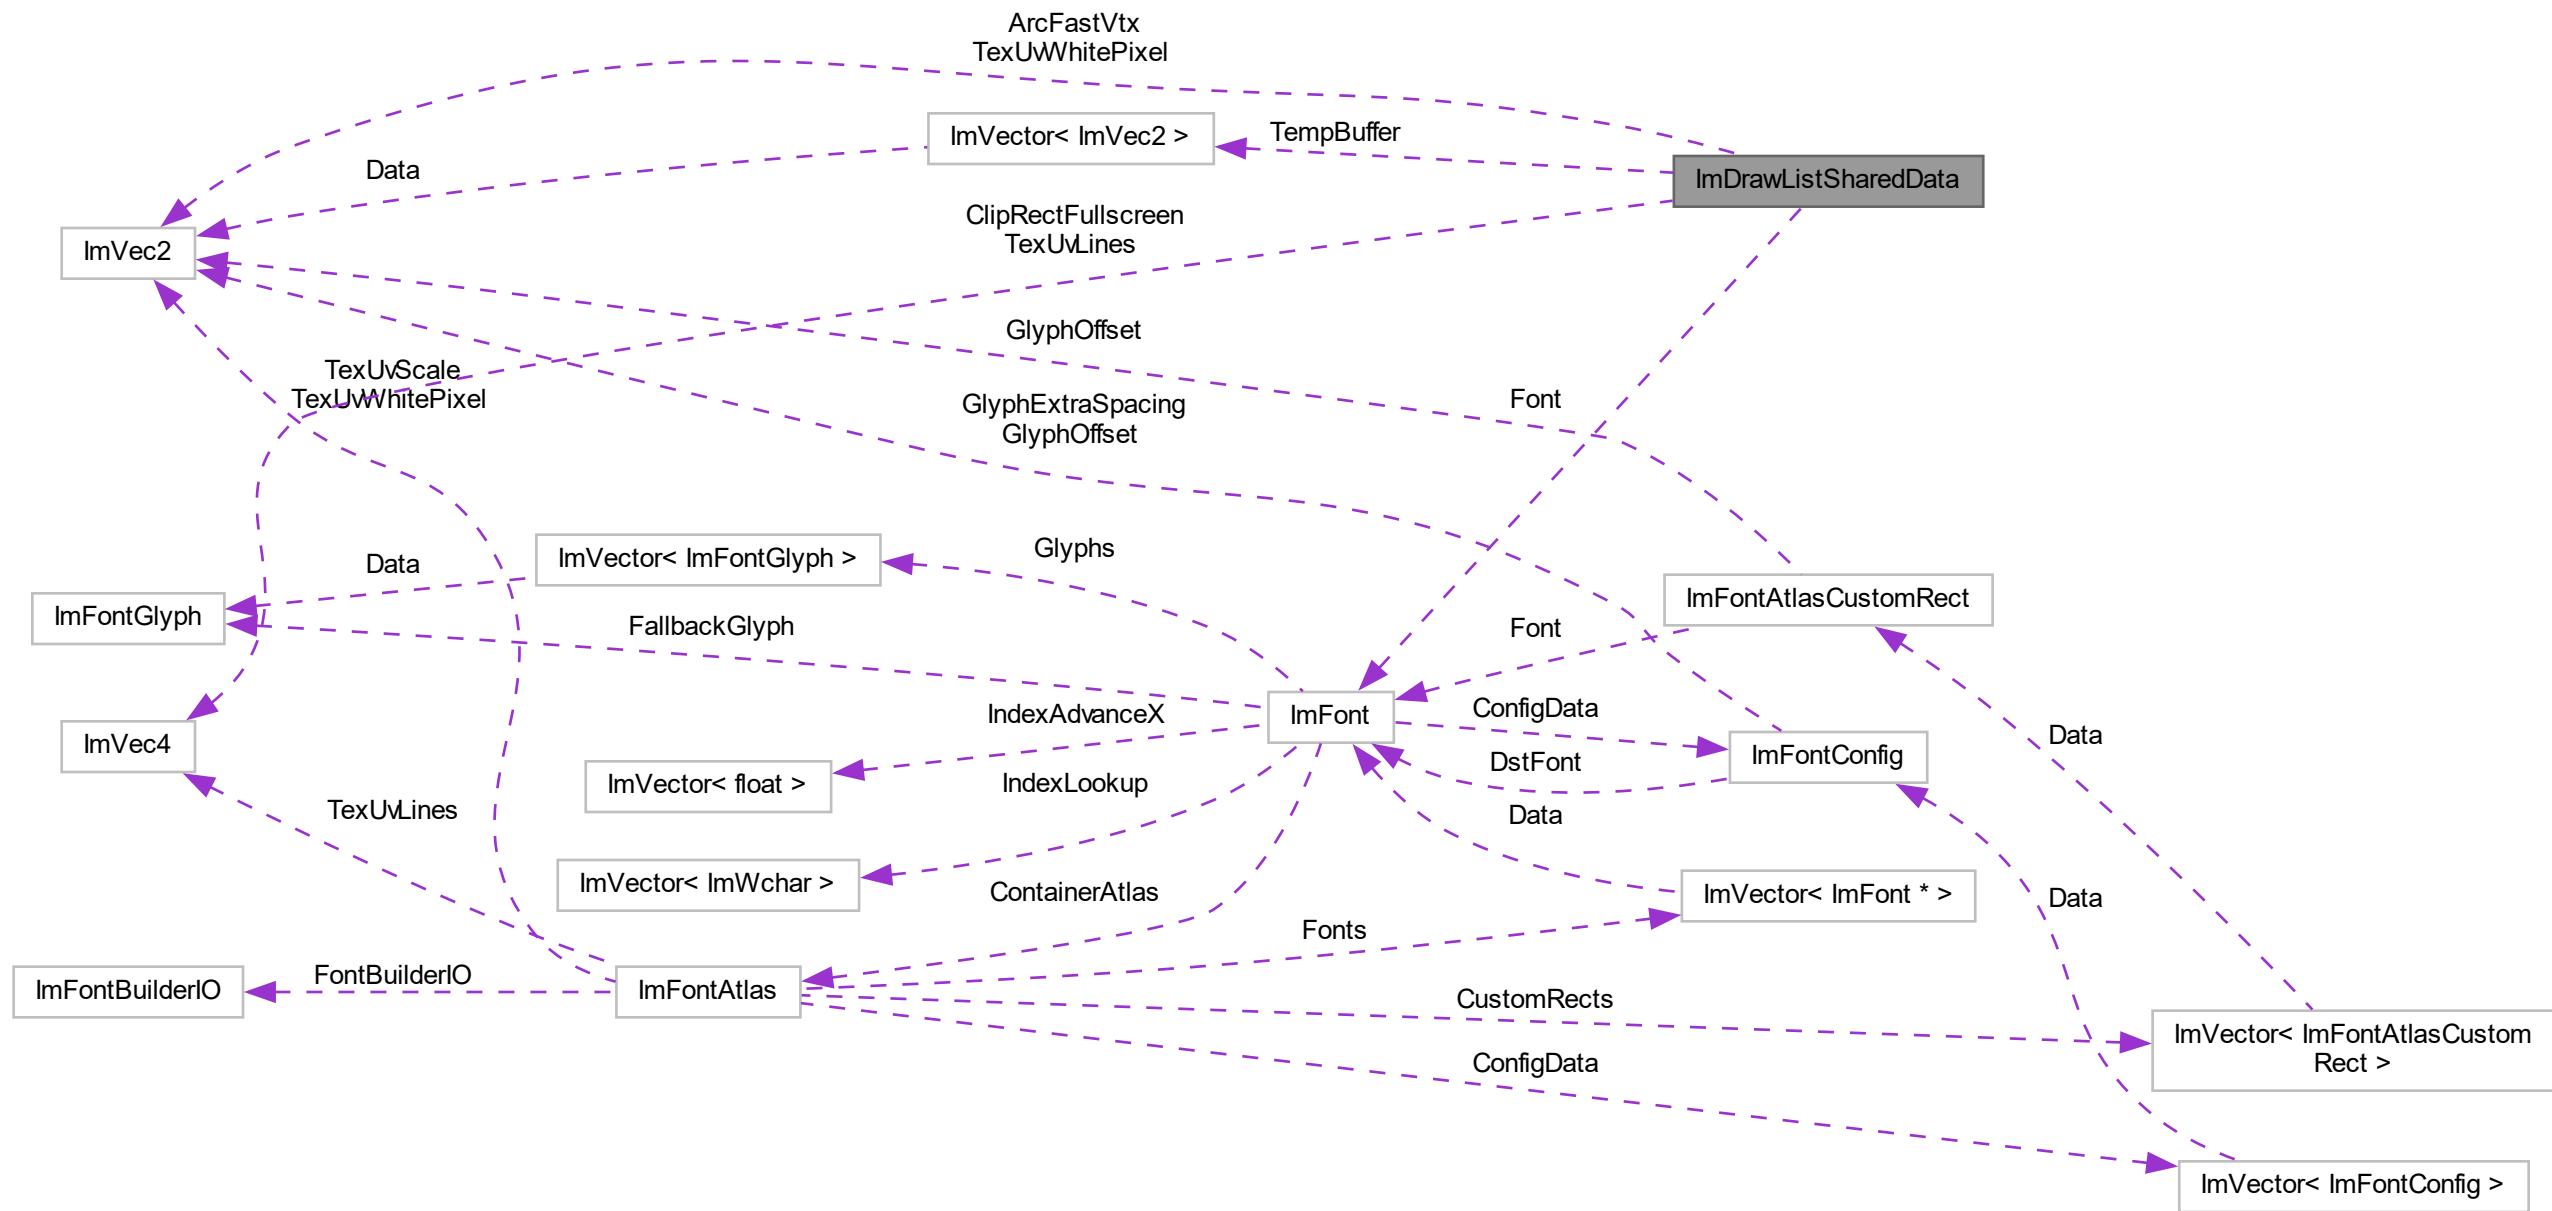 ArcFastVtx
TexUvWhitePixel
ImVector< ImVec2 >
TempBuffer
Data
ImDrawListSharedData
ClipRectFullscreen
TexUvLines
ImVec2
GlyphOffset
TexUvScale
TexUvWhitePixel
GlyphExtraSpacing
GlyphOffset
Font
Glyphs
ImVector< ImFontGlyph >
Data
ImFontAtlasCustomRect
ImFontGlyph
FallbackGlyph
Font
IndexAdvanceX
ImFont
ConfigData
Data
ImVec4
ImFontConfig
DstFont
ImVector< float >
IndexLookup
TexUvLines
Data
ImVector< ImWchar >
ContainerAtlas
ImVector< ImFont * >
Data
Fonts
FontBuilderIO
ImFontBuilderIO
ImFontAtlas
CustomRects
ImVector< ImFontAtlasCustom
Rect >
ConfigData
ImVector< ImFontConfig >